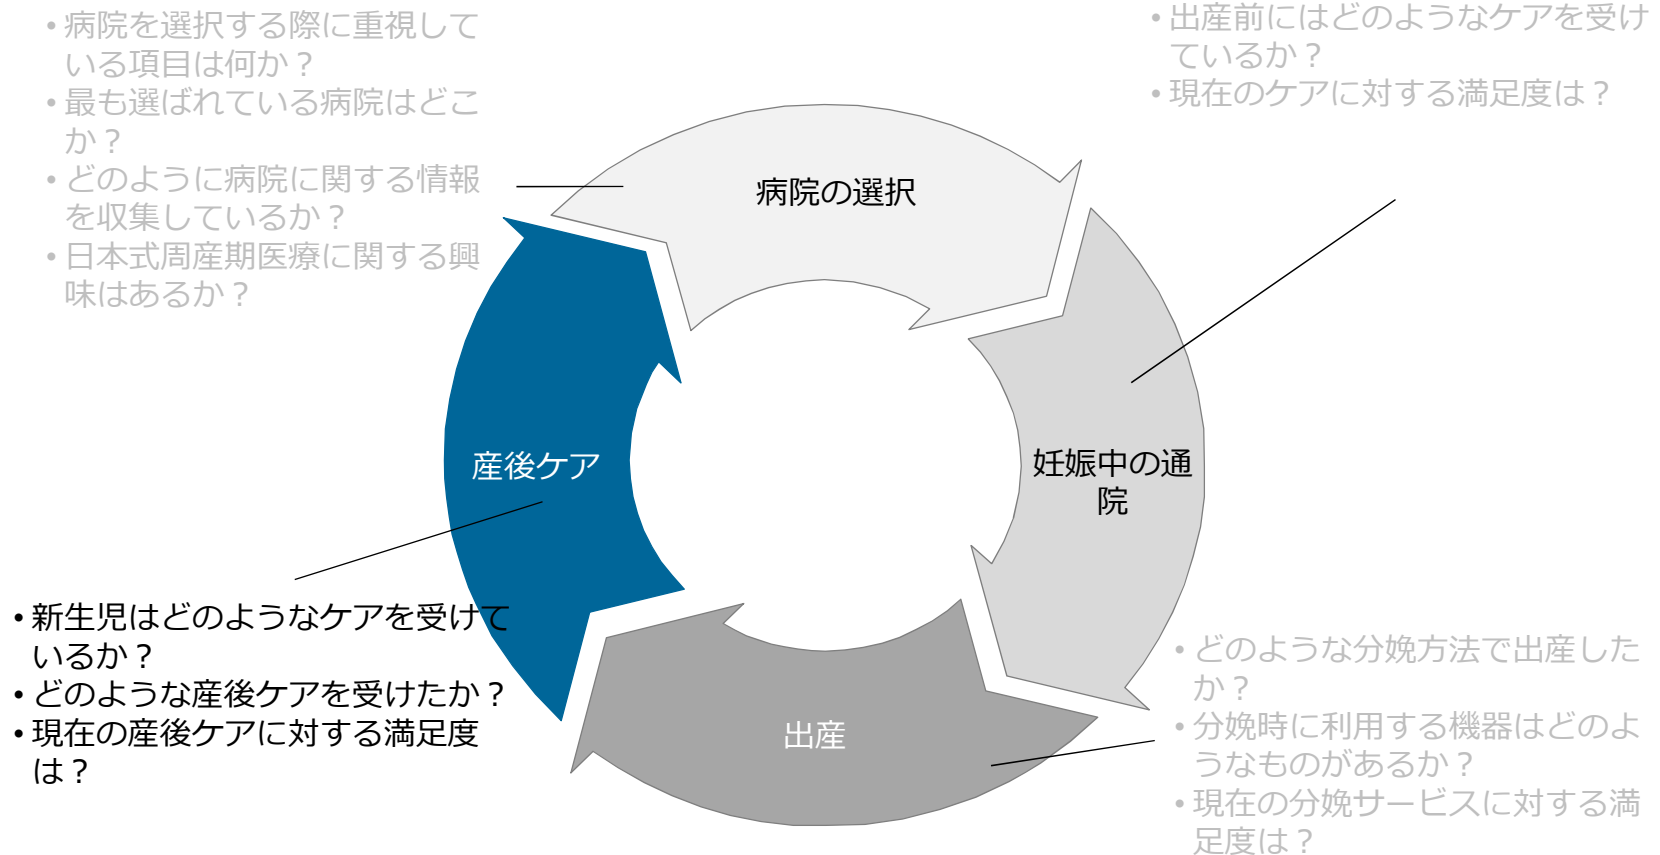 • 病院を選択する際に重視して
いる項目は何か？
• 最も選ばれている病院はどこ
か？
• どのように病院に関する情報
を収集しているか？
• 日本式周産期医療に関する興
味はあるか？
• 出産前にはどのようなケアを受け
ているか？
• 現在のケアに対する満足度は？
病院の選択
産後ケア
妊娠中の通
院
出産
• 新生児はどのようなケアを受けて
いるか？
• どのような産後ケアを受けたか？
• 現在の産後ケアに対する満足度
は？
• どのような分娩方法で出産した
か？
• 分娩時に利用する機器はどのよ
うなものがあるか？
• 現在の分娩サービスに対する満
足度は？